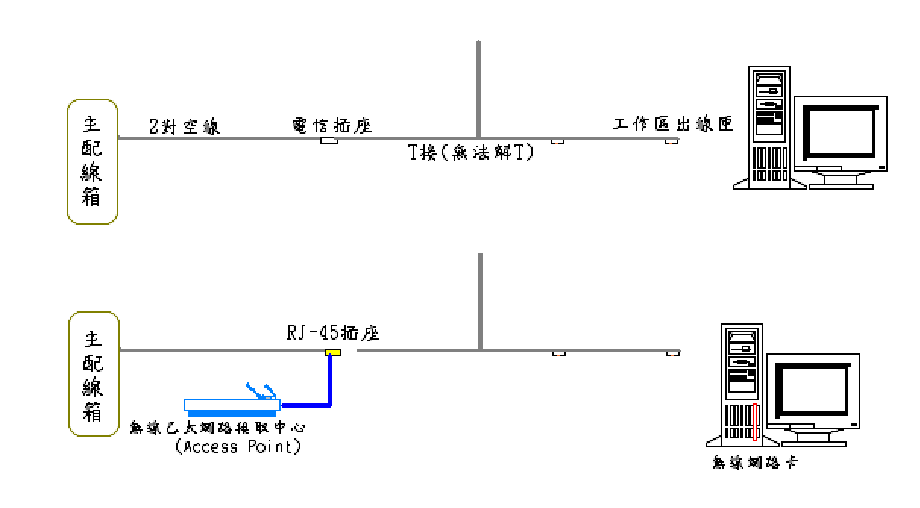 主配線箱
2對空線
電信插座
T接(無法解T)
工作區出線匣
主配線箱
RJ-45插座
無線乙太網路接取中心
(Access Point)
無線網路卡